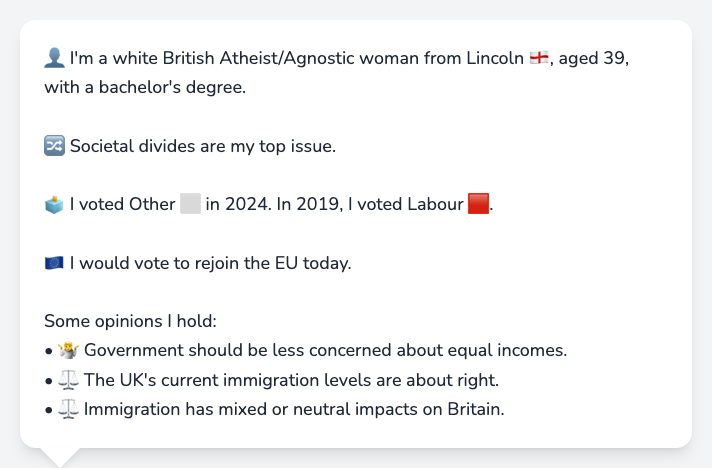 👤 I'm a white British Atheist/Agnostic woman from Lincoln 🏴󠁧󠁢󠁥󠁮󠁧󠁿, aged 39,
with a bachelor's degree.
🔀 Societal divides are my top issue.
🗳️ I voted Other ⬜ in 2024. In 2019, I voted Labour 🟥.
🇪🇺 I would vote to rejoin the EU today.
Some opinions I hold:
• 🤷 Government should be less concerned about equal incomes.
• ⚖️ The UK's current immigration levels are about right.
• ⚖️ Immigration has mixed or neutral impacts on Britain.